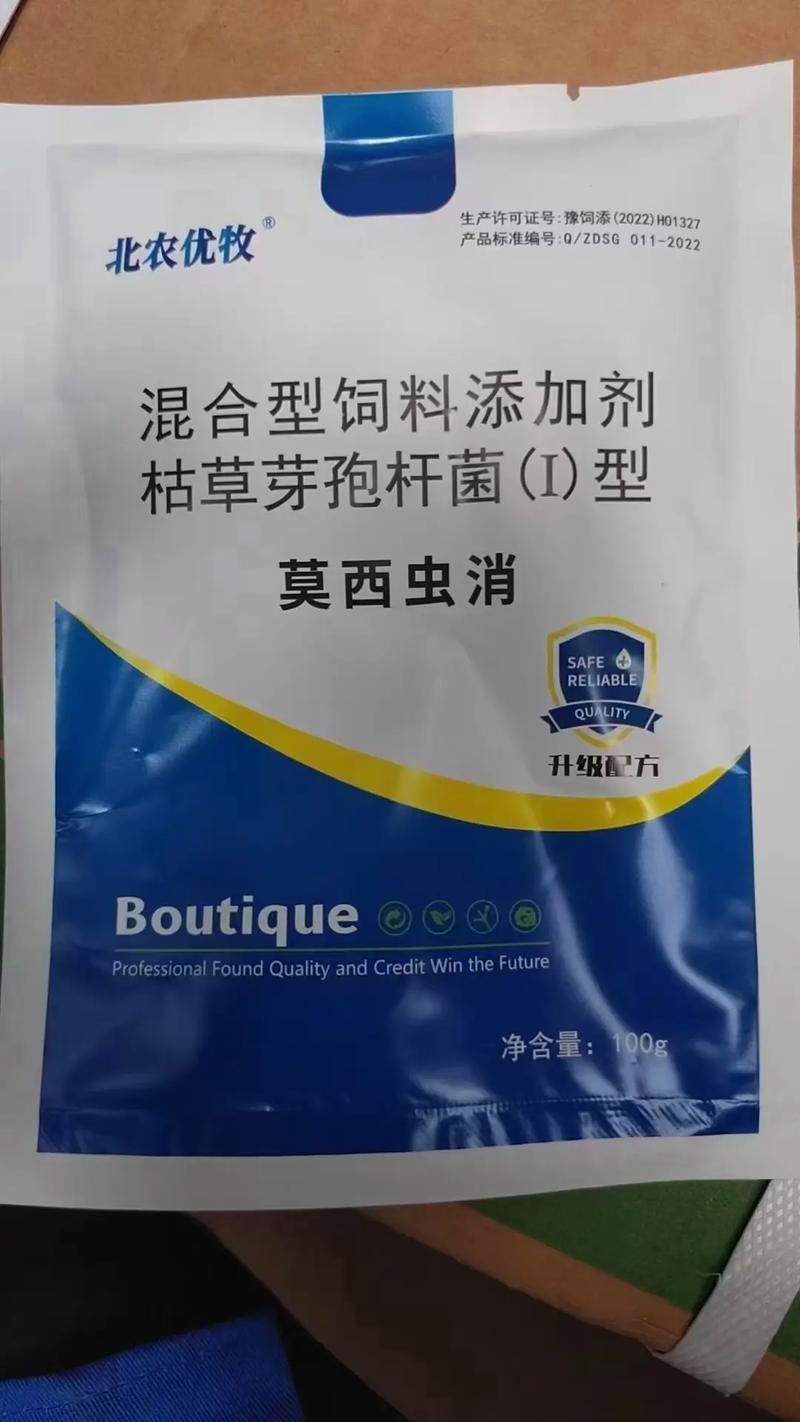 北农优牧®
生产许可证号:豫饲添(2022)H01327
产品标准编号:Q/ZDSG 011-2022
混合型饲料添加剂
枯草芽孢杆菌(I)型
莫西虫消
SAFE
RELIABLE
QUALITY
升级配方
Boutique
Professional Found Quality and Credit Win the Future
净含量：100g